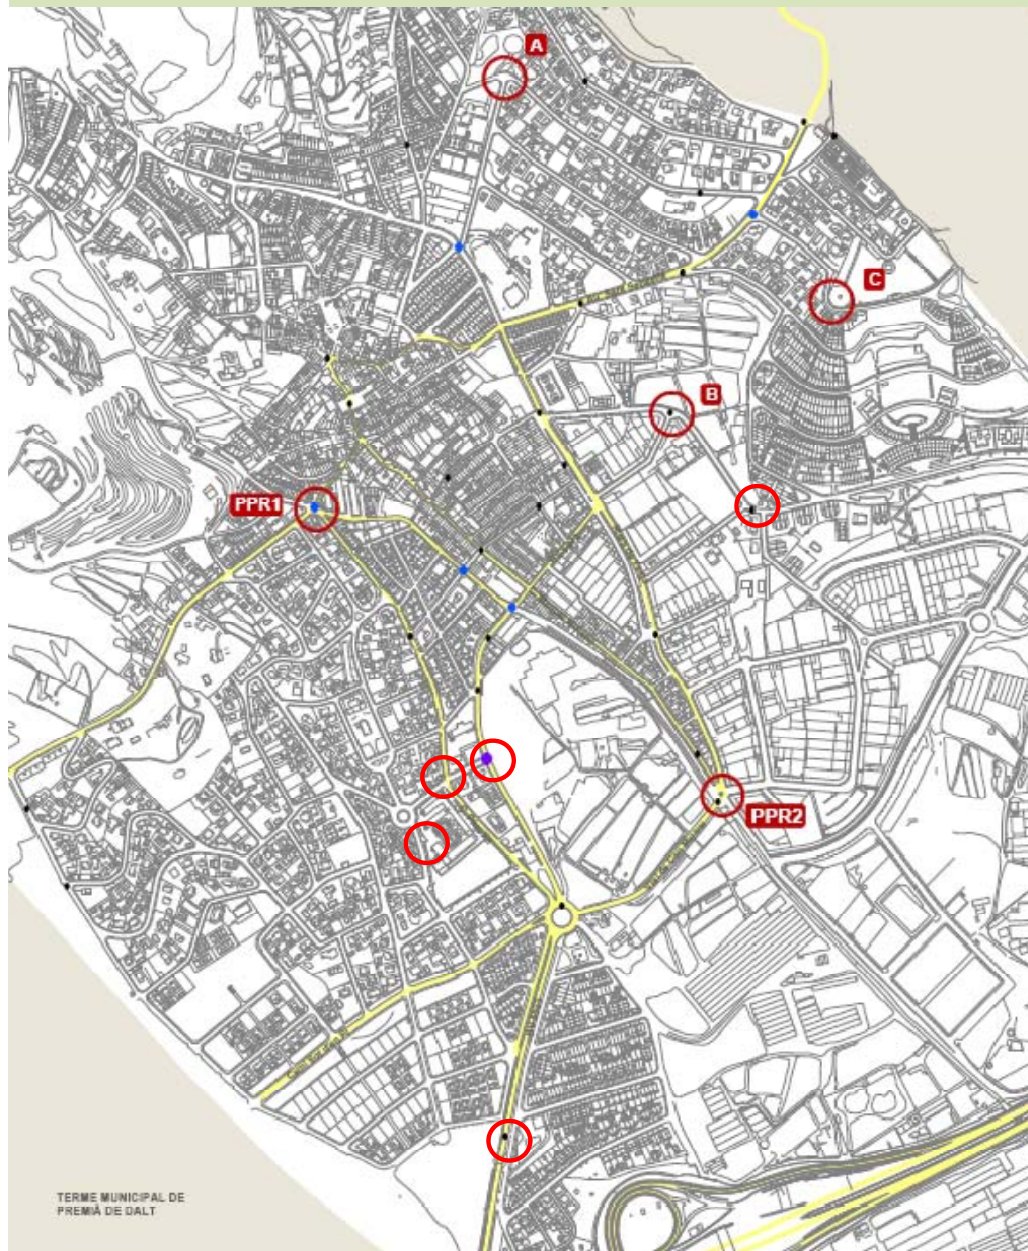 A
C
B
PPR1
PPR2
TERME MUNICIPAL DE
PREMIÀ DE DALT